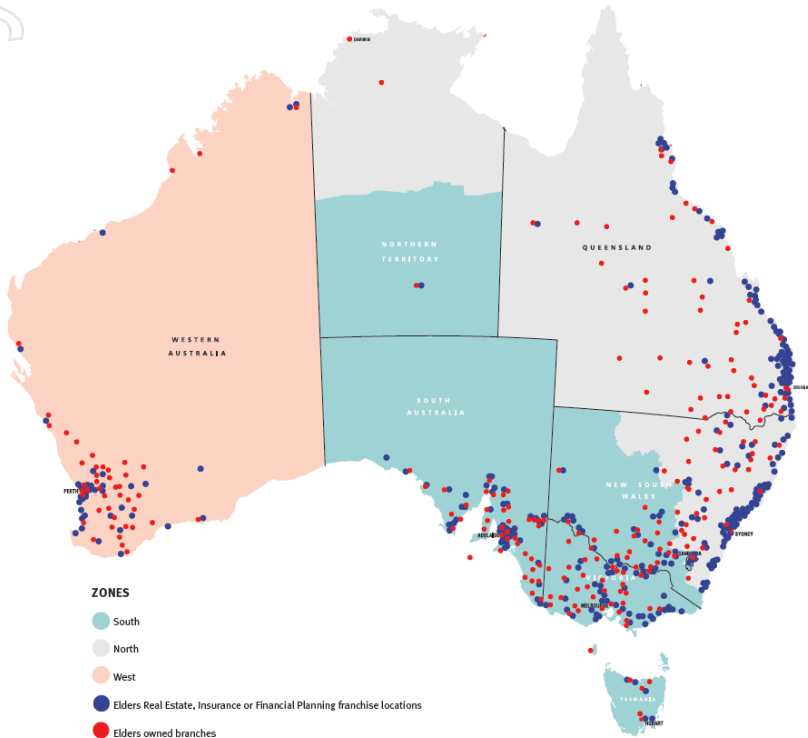 DARWIN
NORTHERN
TERRITORY
QUEENSLAND
WESTERN
AUSTRALIA
SOUTH
AUSTRALIA
NEW SOUTH
WALES
PERTH
ADELAIDE
SYDNEY
CANBERRA
VICTORIA
MELBOURNE
TASMANIA
HOBART
ZONES
South
North
West
Elders Real Estate, Insurance or Financial Planning franchise locations
Elders owned branches